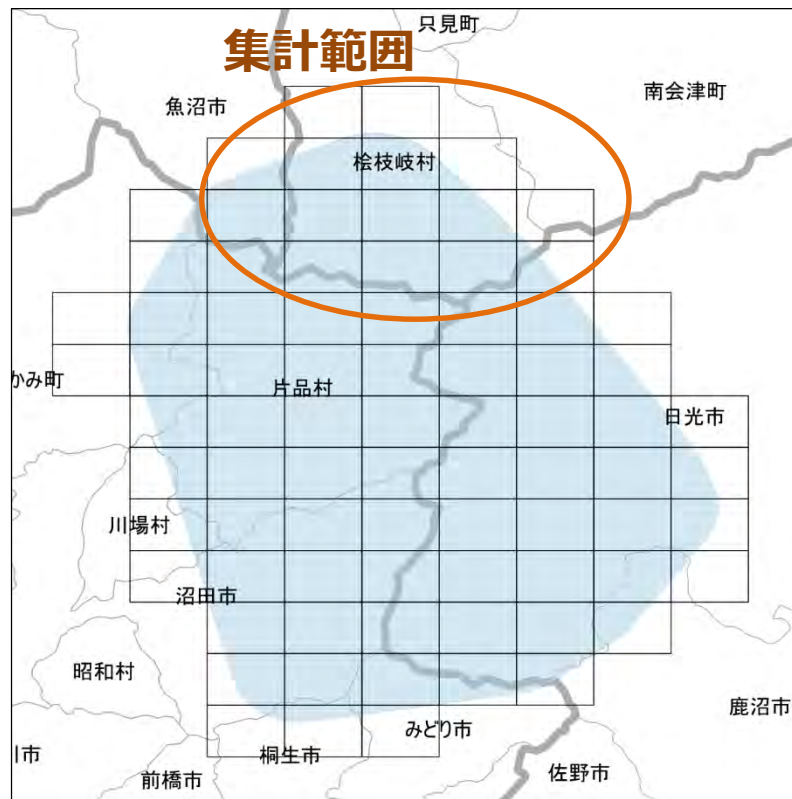 只見町
集計範囲
南会津町
魚沼市
桧枝岐村
かみ町
片品村
日光市
川場村
沼田市
昭和村
鹿沼市
みどり市
川市
桐生市
佐野市
前橋市